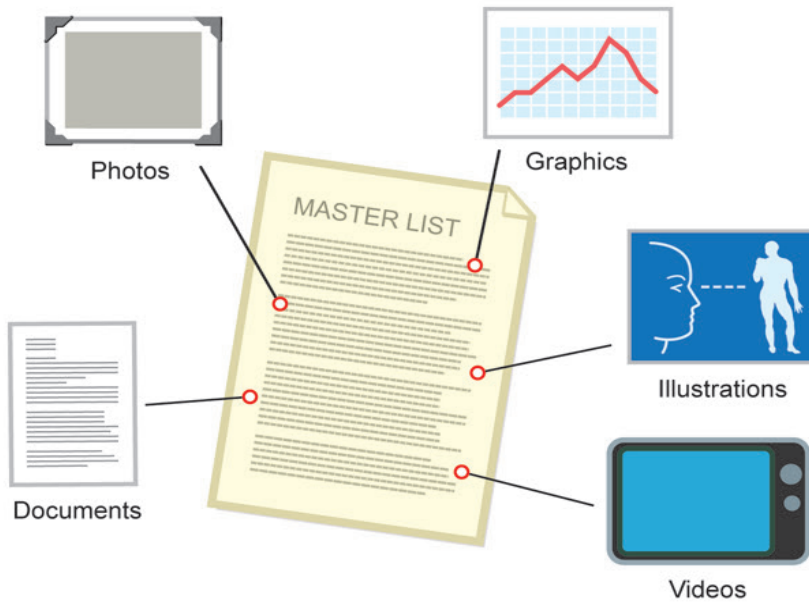 Photos
Graphics
MASTER LIST
Illustrations
Documents
Videos